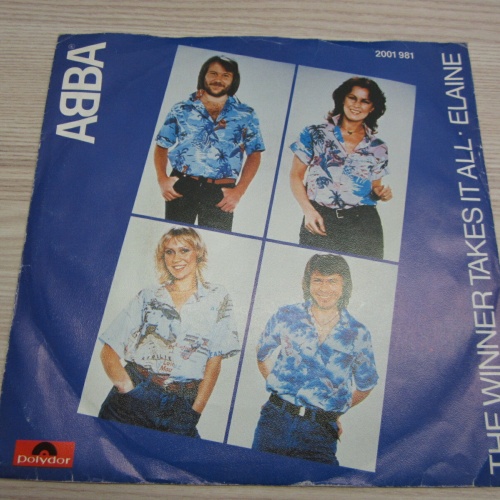 ABBA
2001 981
THE WINNER TAKES IT ALL · ELAINE
Polydor